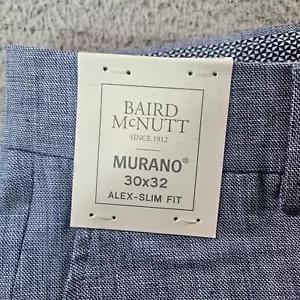 BAIRD
McNUTT
SINCE 1912
MURANO®
30x32
ALEX-SLIM FIT